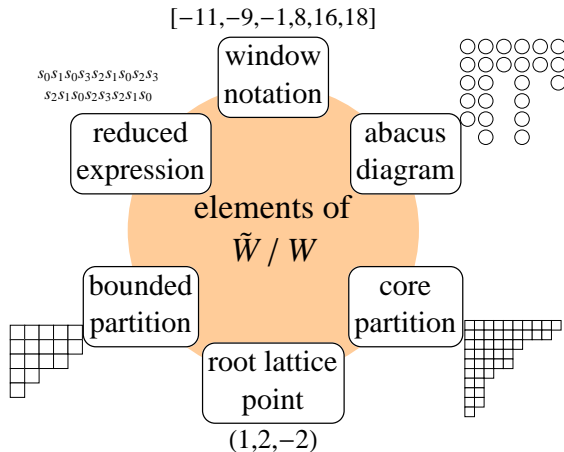 [−11,−9,−1,8,16,18]
window
notation
s₀s₁s₀s₃s₂s₁s₀s₂s₃
s₂s₁s₀s₂s₃s₂s₁s₀
reduced
expression
abacus
diagram
elements of
W̃ / W
bounded
partition
core
partition
root lattice
point
(1,2,−2)